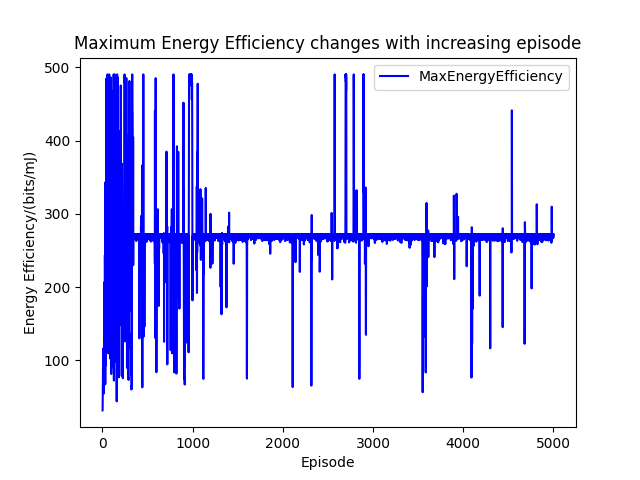 Maximum Energy Efficiency changes with increasing episode
500
400
300
200
100
Energy Efficiency/(bits/mJ)
MaxEnergyEfficiency
0
1000
2000
3000
4000
5000
Episode